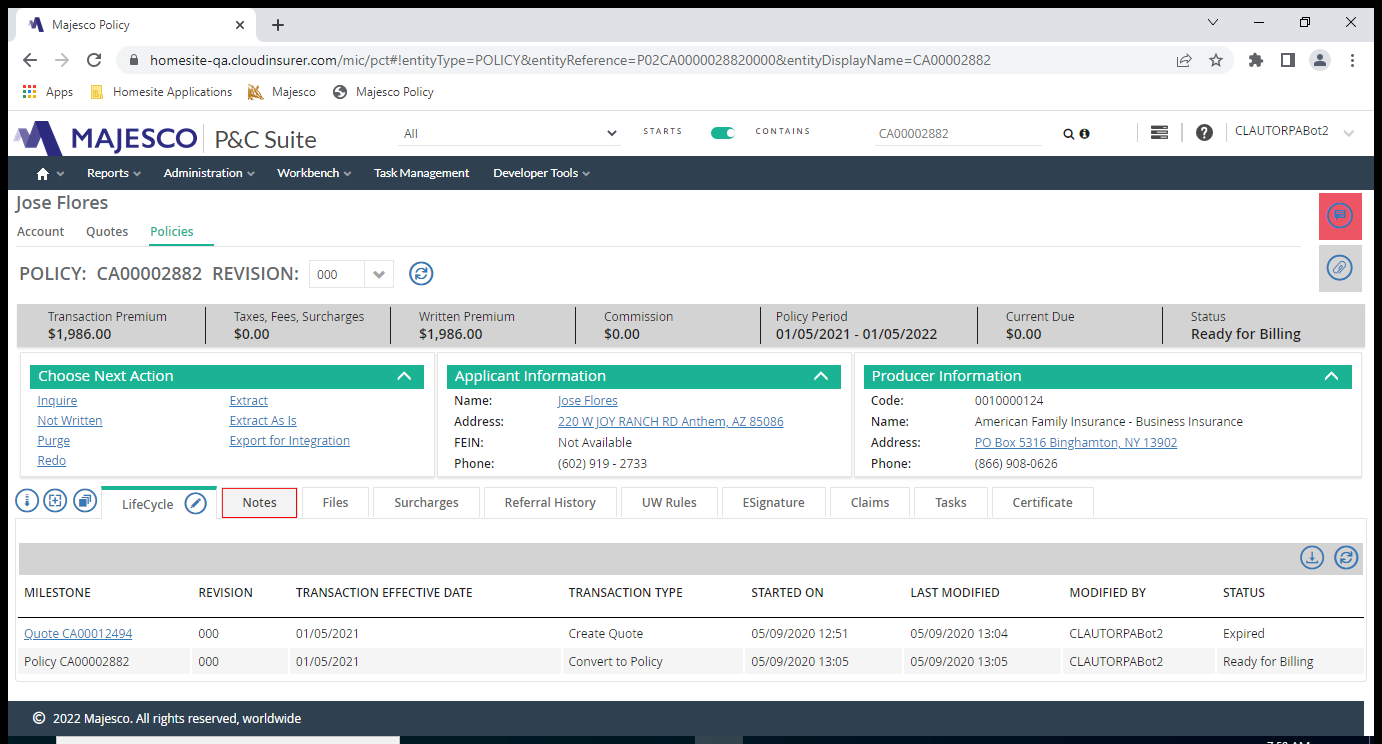 Majesco Policy
homesite-qa.cloudinsurer.com/mic/pct#!entityType=POLICY&entityReference=P02CA0000028820000&entityDisplayName=CA00002882
Apps Homesite Applications Majesco Majesco Policy
MAJESCO P&C Suite All STARTS CONTAINS CA00002882 CLAUTORPABot2
Reports Administration Workbench Task Management Developer Tools
Jose Flores
Account Quotes Policies
POLICY: CA00002882 REVISION: 000
Transaction Premium Taxes, Fees, Surcharges Written Premium Commission Policy Period Current Due Status
$1,986.00 $0.00 $1,986.00 $0.00 01/05/2021 - 01/05/2022 $0.00 Ready for Billing
Choose Next Action
Inquire Extract
Not Written Extract As Is
Purge Export for Integration
Redo
Applicant Information
Name: Jose Flores
Address: 220 W JOY RANCH RD Anthem, AZ 85086
FEIN: Not Available
Phone: (602) 919 - 2733
Producer Information
Code: 0010000124
Name: American Family Insurance - Business Insurance
Address: PO Box 5316 Binghamton, NY 13902
Phone: (866) 908-0626
LifeCycle Notes Files Surcharges Referral History UW Rules ESignature Claims Tasks Certificate
MILESTONE REVISION TRANSACTION EFFECTIVE DATE TRANSACTION TYPE STARTED ON LAST MODIFIED MODIFIED BY STATUS
Quote CA00012494 000 01/05/2021 Create Quote 05/09/2020 12:51 05/09/2020 13:04 CLAUTORPABot2 Expired
Policy CA00002882 000 01/05/2021 Convert to Policy 05/09/2020 13:05 05/09/2020 13:05 CLAUTORPABot2 Ready for Billing
© 2022 Majesco. All rights reserved, worldwide